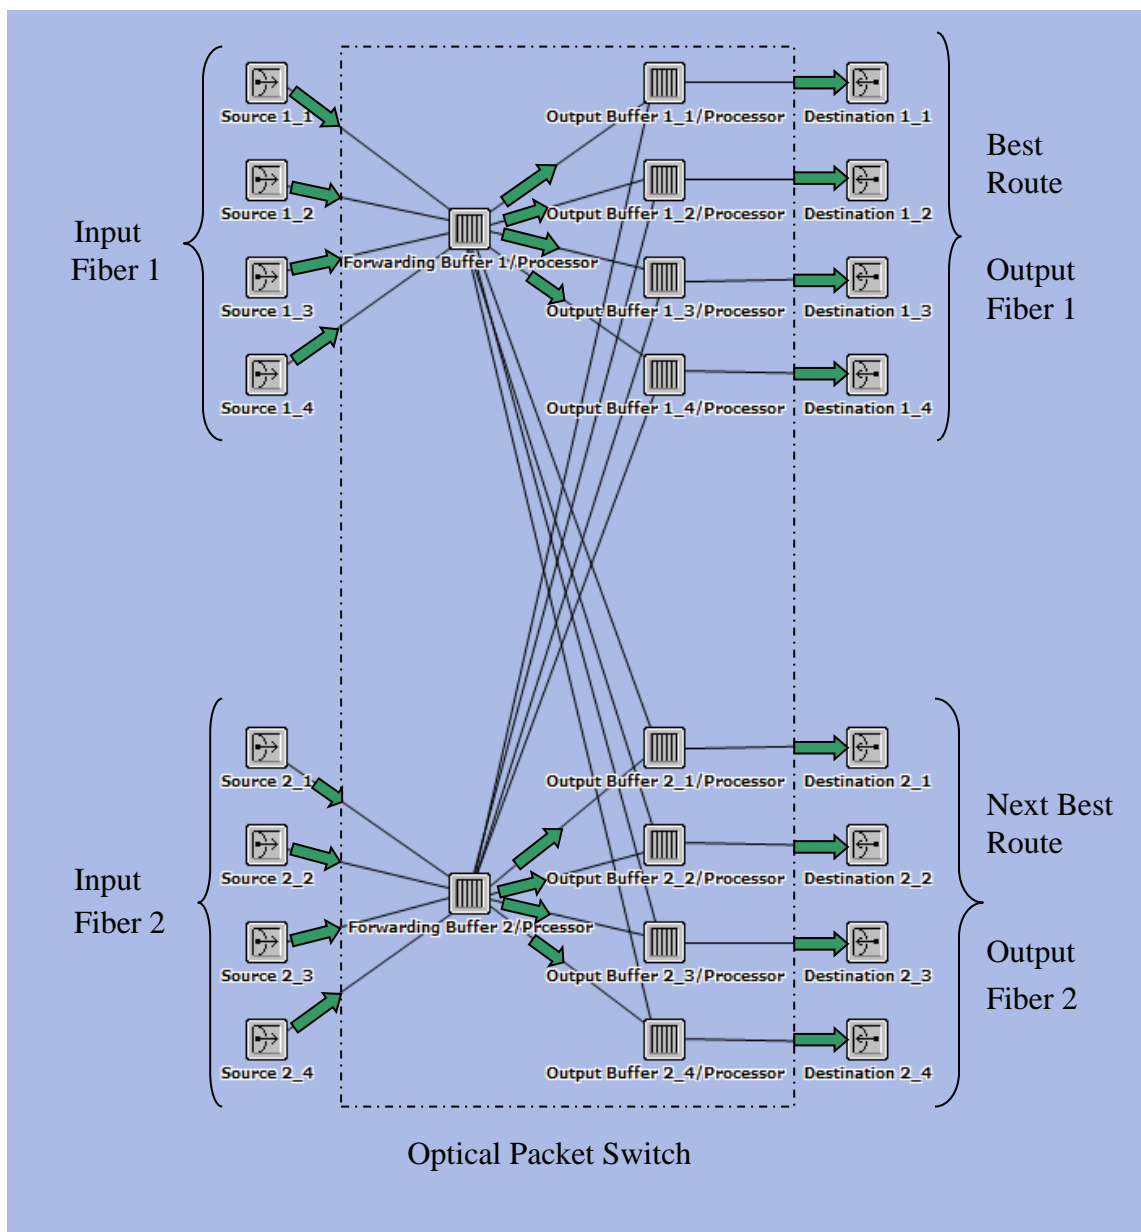 Source 1_1
Output Buffer 1_1/Processor
Destination 1_1
Source 1_2
Output Buffer 1_2/Processor
Destination 1_2
Input
Fiber 1
Forwarding Buffer 1/Processor
Source 1_3
Output Buffer 1_3/Processor
Destination 1_3
Source 1_4
Output Buffer 1_4/Processor
Destination 1_4
Best
Route
Output
Fiber 1
Source 2_1
Output Buffer 2_1/Processor
Destination 2_1
Source 2_2
Output Buffer 2_2/Processor
Destination 2_2
Input
Fiber 2
Forwarding Buffer 2/Prcessor
Source 2_3
Output Buffer 2_3/Processor
Destination 2_3
Source 2_4
Output Buffer 2_4/Processor
Destination 2_4
Next Best
Route
Output
Fiber 2
Optical Packet Switch